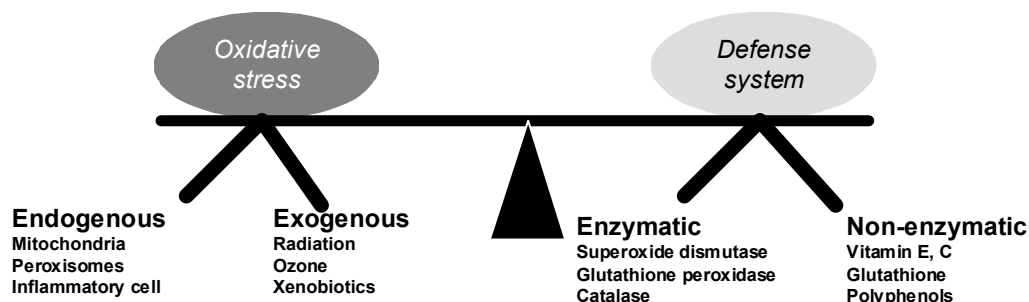 Oxidative
stress
Defense
system
Endogenous
Mitochondria
Peroxisomes
Inflammatory cell
Exogenous
Radiation
Ozone
Xenobiotics
Enzymatic
Superoxide dismutase
Glutathione peroxidase
Catalase
Non-enzymatic
Vitamin E, C
Glutathione
Polyphenols